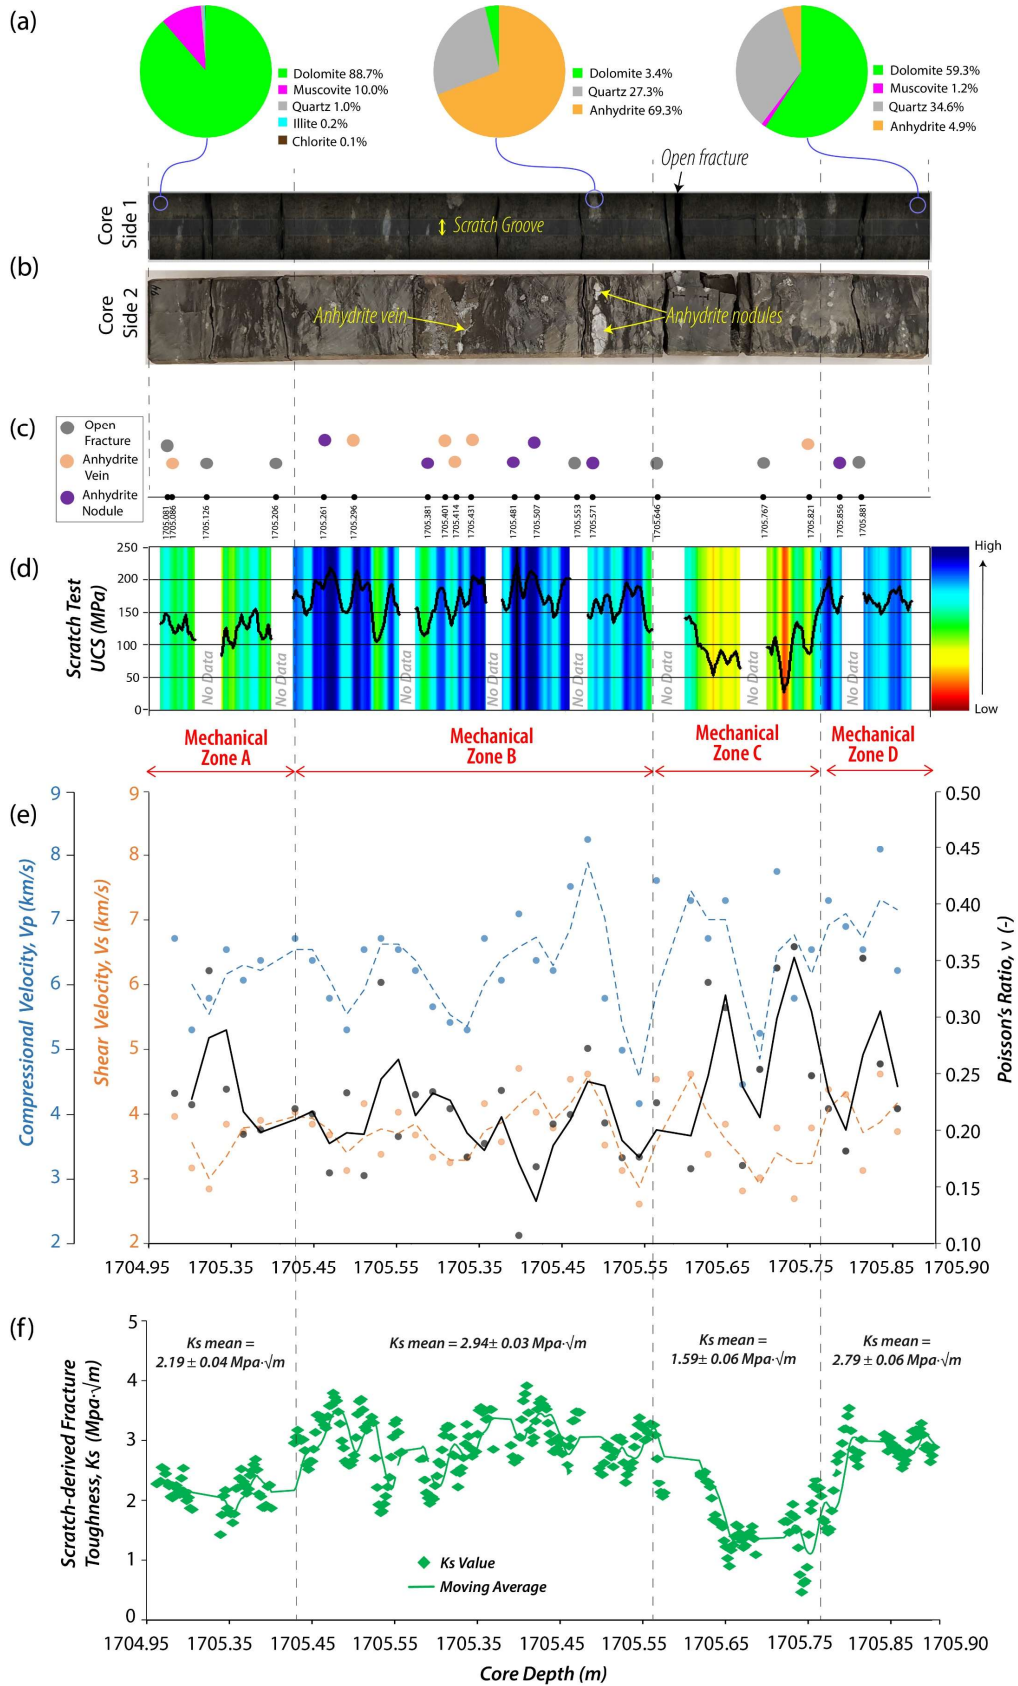 (a)
Dolomite 88.7%
Muscovite 10.0%
Quartz 1.0%
Illite 0.2%
Chlorite 0.1%
Dolomite 3.4%
Quartz 27.3%
Anhydrite 69.3%
Dolomite 59.3%
Muscovite 1.2%
Quartz 34.6%
Anhydrite 4.9%
Open fracture
Core
Side 1
Scratch Groove
(b)
Core
Side 2
Anhydrite vein
Anhydrite nodules
(c)
Open
Fracture
Anhydrite
Vein
Anhydrite
Nodule
1705.081
1705.086
1705.126
1705.206
1705.261
1705.296
1705.381
1705.401
1705.414
1705.431
1705.481
1705.507
1705.553
1705.571
1705.646
1705.767
1705.821
1705.856
1705.881
(d)
Scratch Test
UCS (MPa)
250
200
150
100
50
0
No Data
No Data
No Data
No Data
No Data
No Data
No Data
No Data
High
Low
Mechanical
Zone A
Mechanical
Zone B
Mechanical
Zone C
Mechanical
Zone D
(e)
Compressional Velocity, Vp (km/s)
9
8
7
6
5
4
3
2
Shear Velocity, Vs (km/s)
9
8
7
6
5
4
3
2
0.50
0.45
0.40
0.35
0.30
0.25
0.20
0.15
0.10
Poisson's Ratio, ν (-)
1704.95 1705.35 1705.45 1705.55 1705.35 1705.45 1705.55 1705.65 1705.75 1705.85 1705.90
(f)
Scratch-derived Fracture
Toughness, Ks (Mpa·√m)
5
4
3
2
1
0
Ks mean =
2.19± 0.04 Mpa·√m
Ks mean = 2.94± 0.03 Mpa·√m
Ks mean =
1.59± 0.06 Mpa·√m
Ks mean =
2.79± 0.06 Mpa·√m
Ks Value
Moving Average
1704.95 1705.35 1705.45 1705.55 1705.35 1705.45 1705.55 1705.65 1705.75 1705.85 1705.90
Core Depth (m)